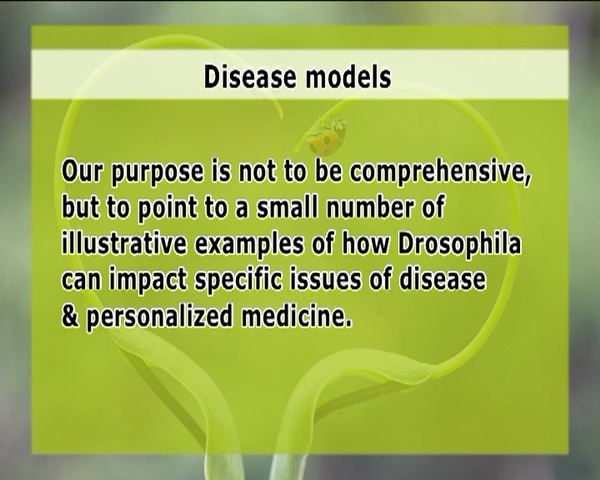 Disease models
Our purpose is not to be comprehensive,
but to point to a small number of
illustrative examples of how Drosophila
can impact specific issues of disease
& personalized medicine.